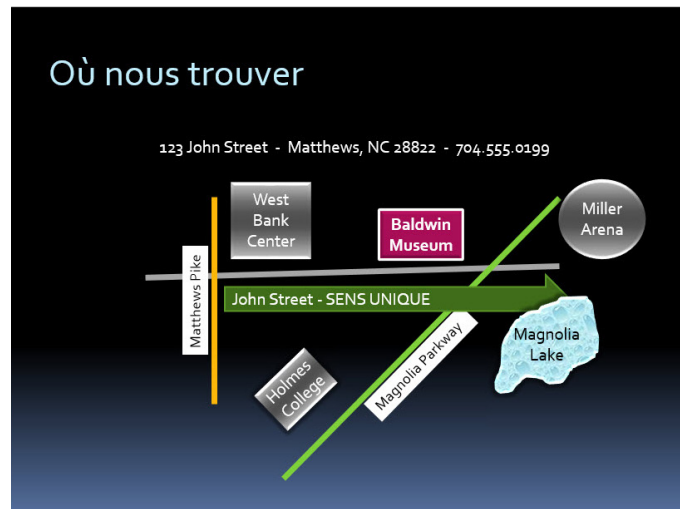 Où nous trouver
123 John Street - Matthews, NC 28822 - 704.555.0199
West
Bank
Center
Baldwin
Museum
Miller
Arena
Matthews Pike
John Street - SENS UNIQUE
Magnolia Parkway
Magnolia
Lake
Holmes
College